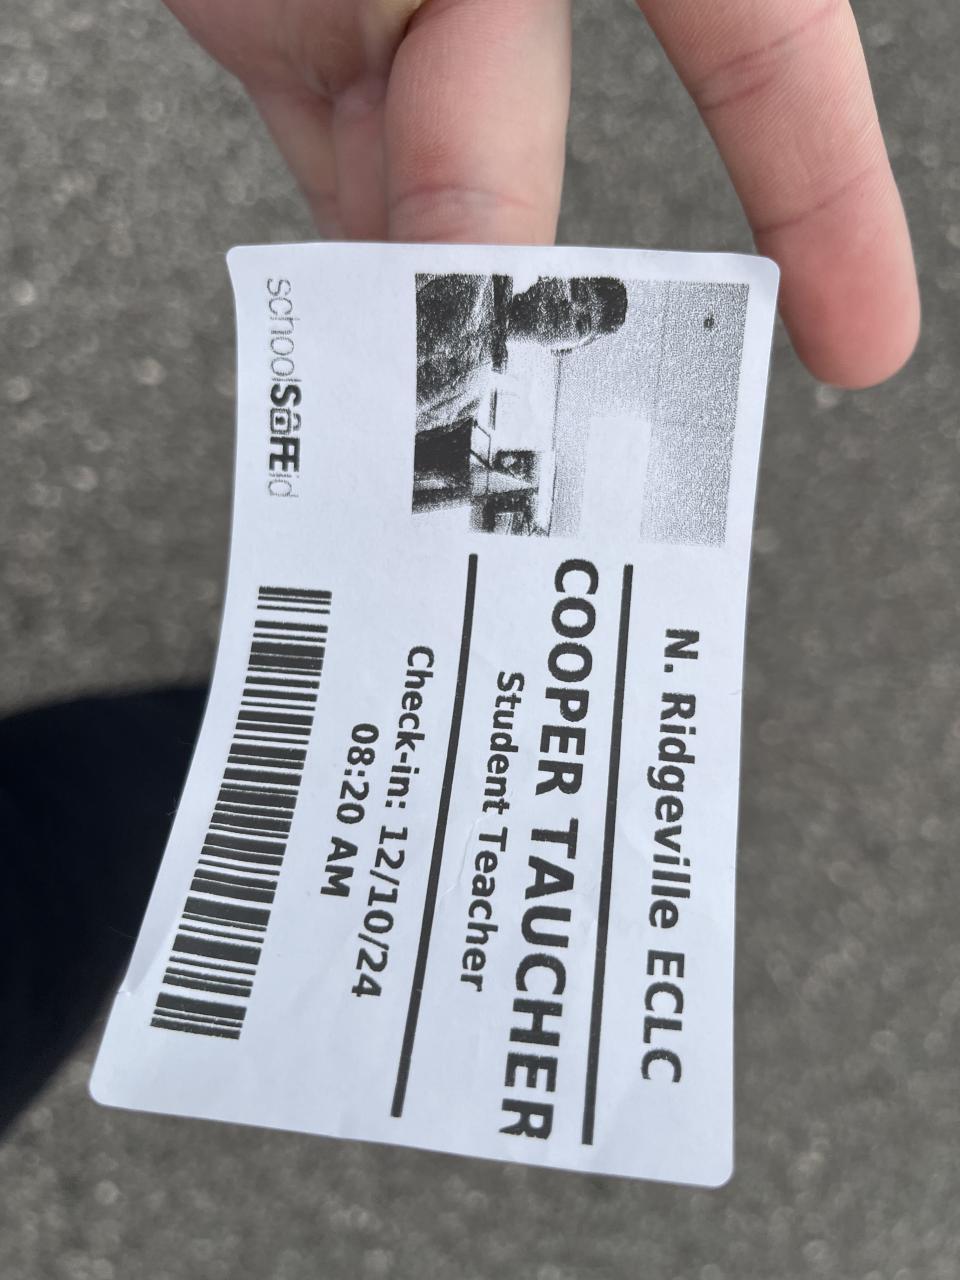 N. Ridgeville ECLC
COOPER TAUCHER
Student Teacher
Check-in: 12/10/24
08:20 AM
schoolSAFEid